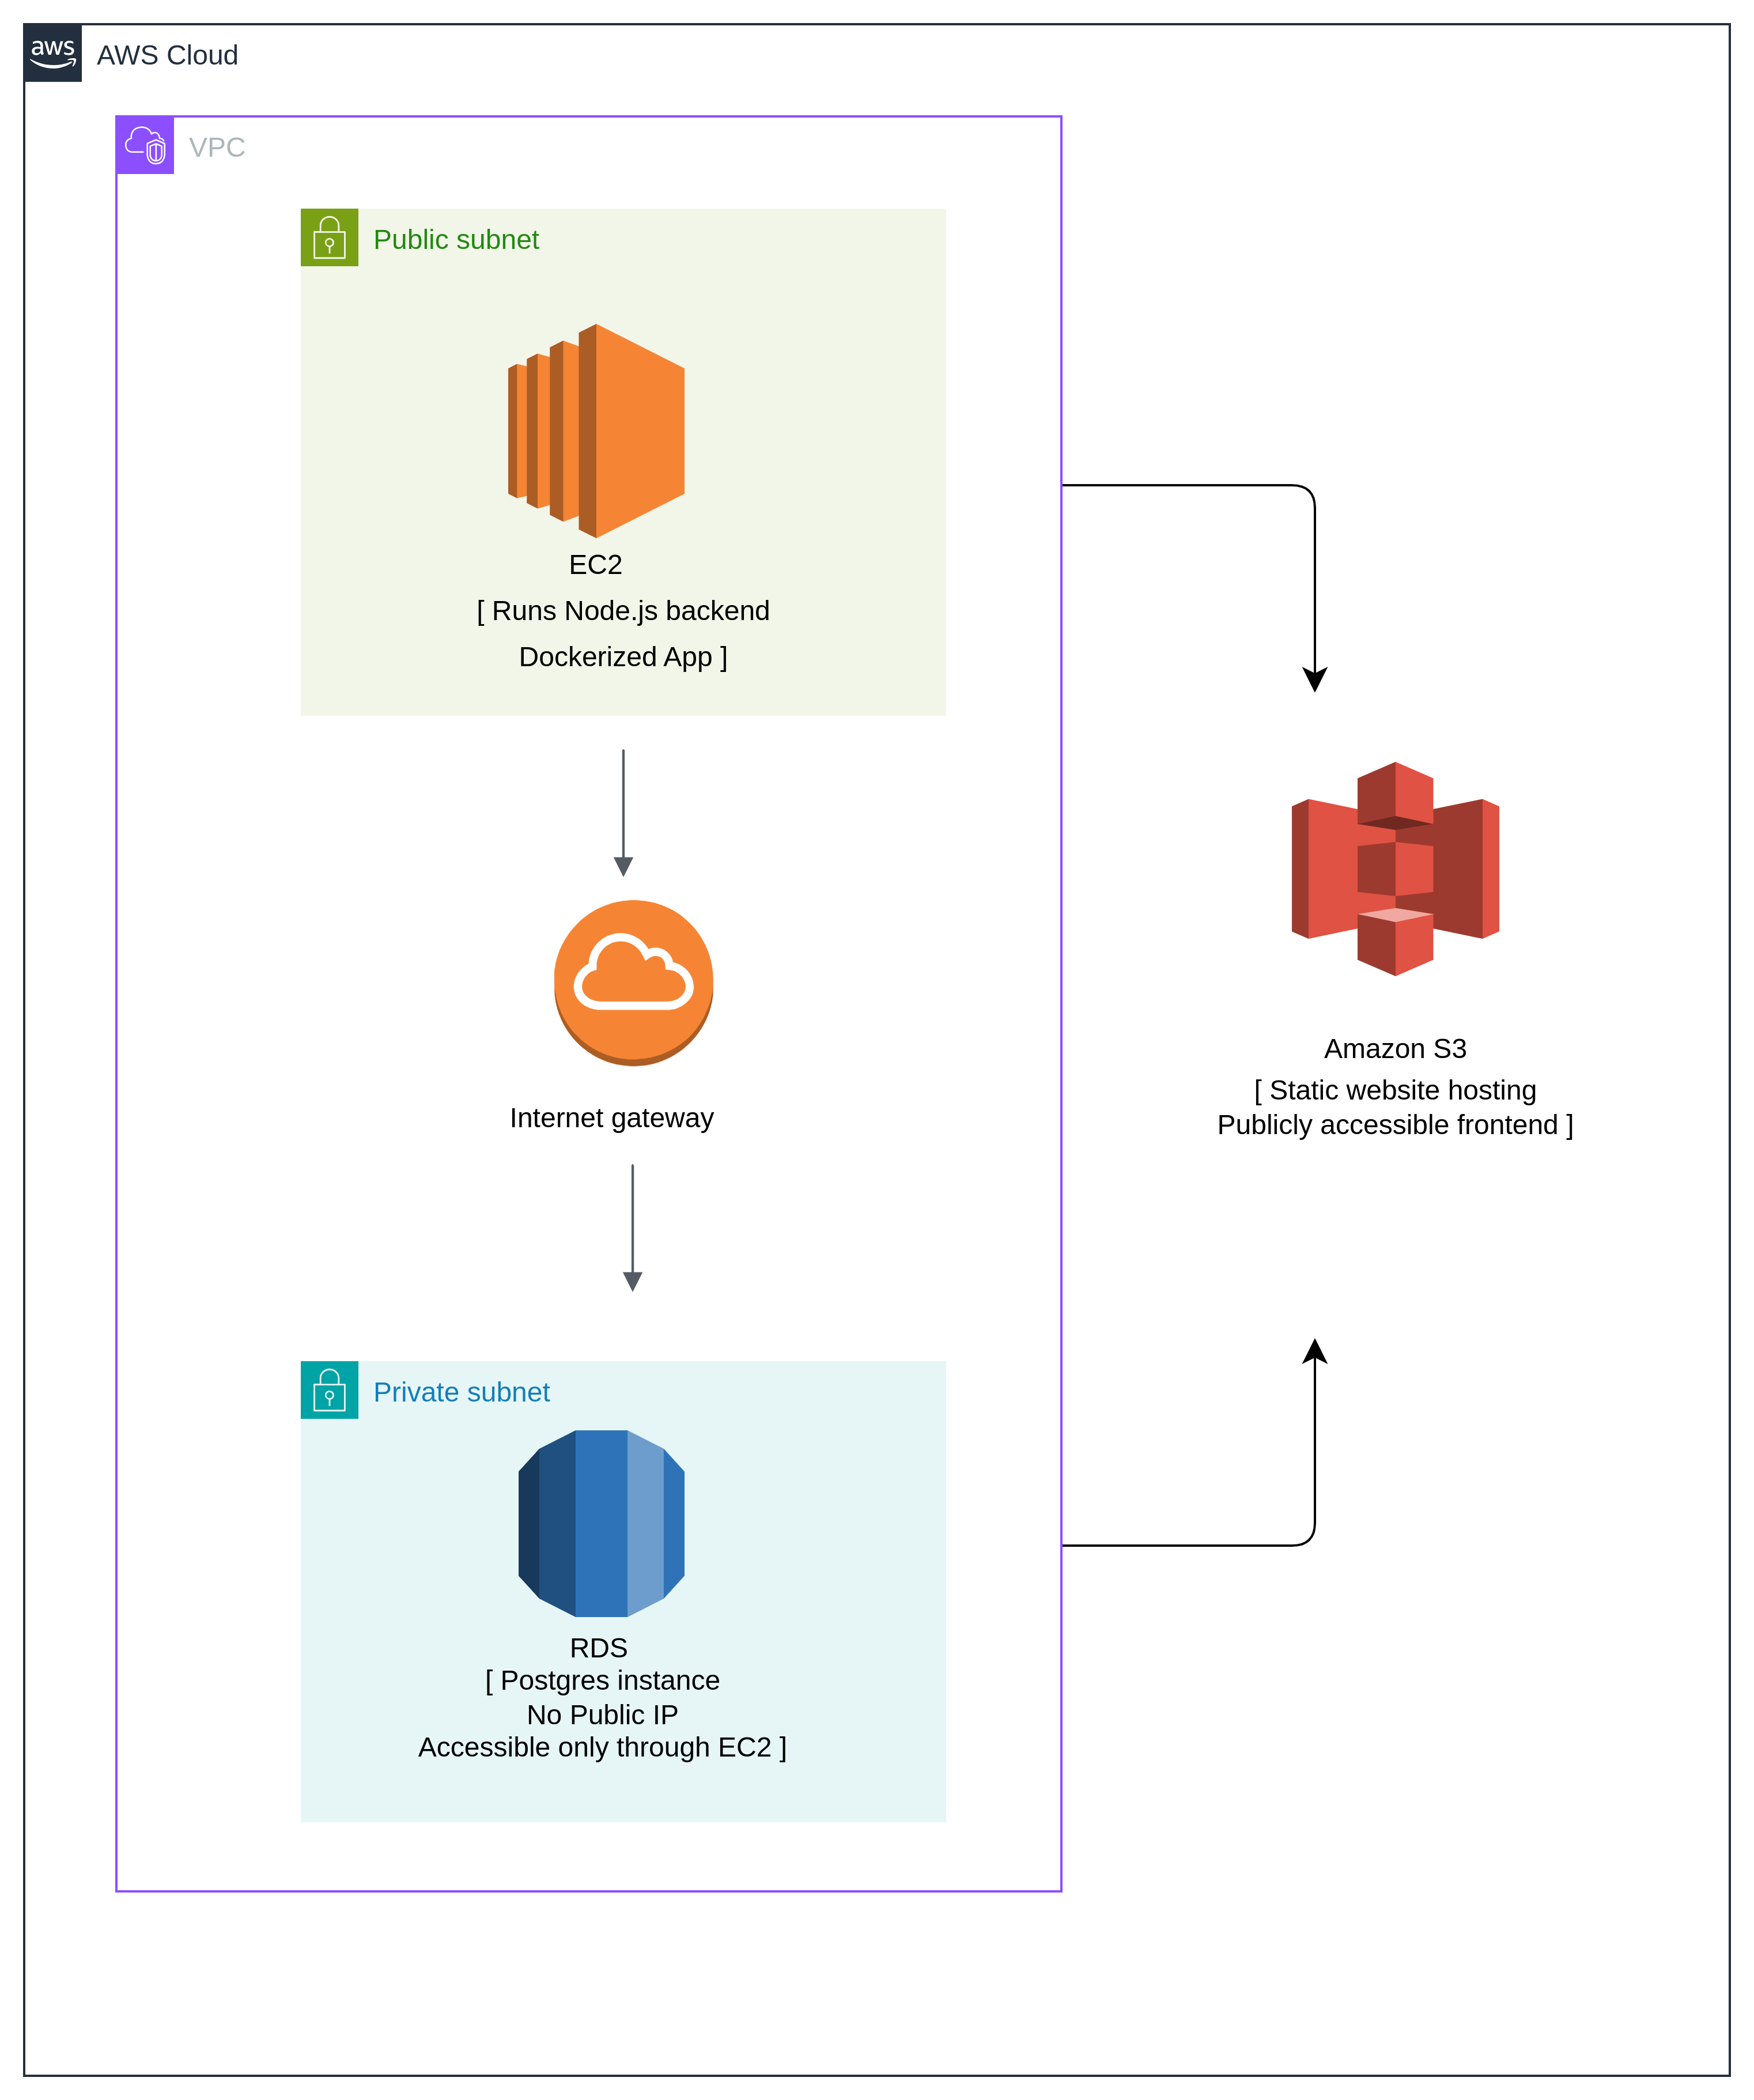 aws
AWS Cloud
VPC
Public subnet
EC2
[ Runs Node.js backend
Dockerized App ]
Internet gateway
Amazon S3
[ Static website hosting
Publicly accessible frontend ]
Private subnet
RDS
[ Postgres instance
No Public IP
Accessible only through EC2 ]